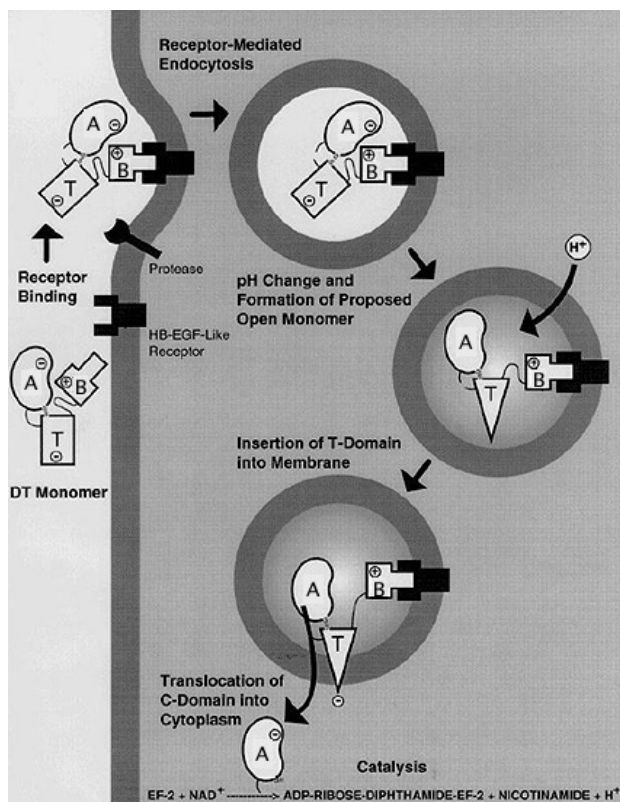 Receptor-Mediated
Endocytosis
A
⊖
⊕
B
T
⊖
A
⊖
⊕
B
T
⊖
Receptor
Binding
Protease
pH Change and
Formation of Proposed
Open Monomer
H+
HB-EGF-Like
Receptor
A
⊖
⊕
B
T
⊖
DT Monomer
A
T
⊕
B
Insertion of T-Domain
into Membrane
A
⊕
B
T
⊖
Translocation of
C-Domain into
Cytoplasm
A
⊖
Catalysis
EF-2 + NAD+ ----------> ADP-RIBOSE-DIPHTHAMIDE-EF-2 + NICOTINAMIDE + H+